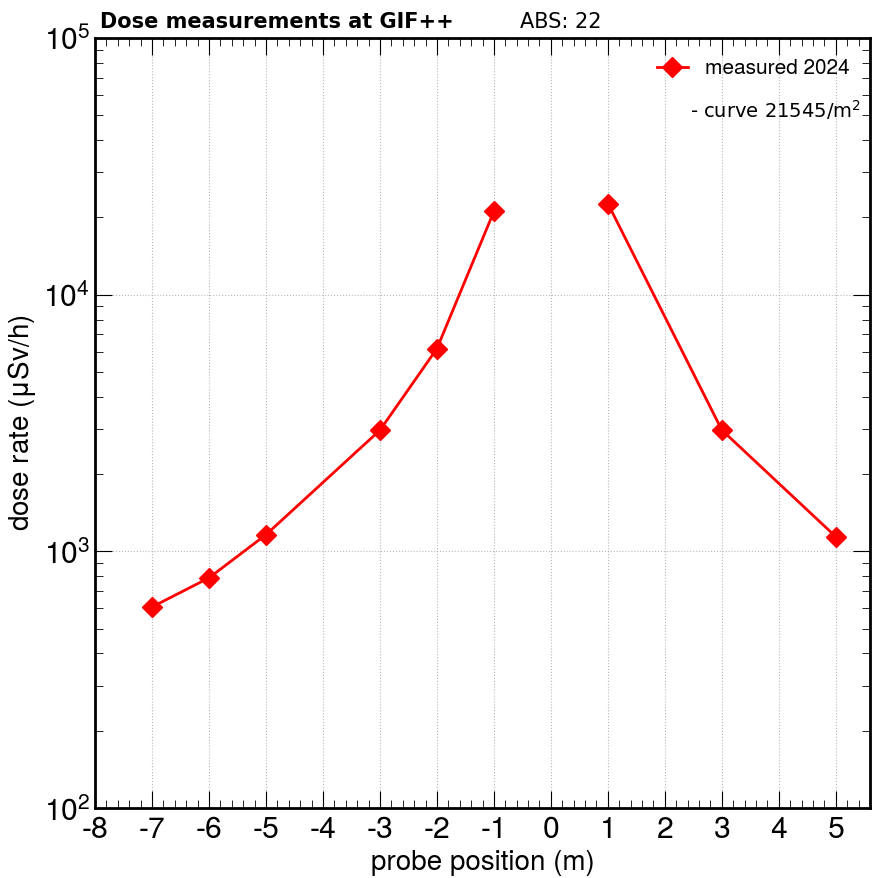 Dose measurements at GIF++ ABS: 22
measured 2024
- curve 21545/m²
10⁵
10⁴
10³
10²
dose rate (μSv/h)
-8 -7 -6 -5 -4 -3 -2 -1 0 1 2 3 4 5
probe position (m)